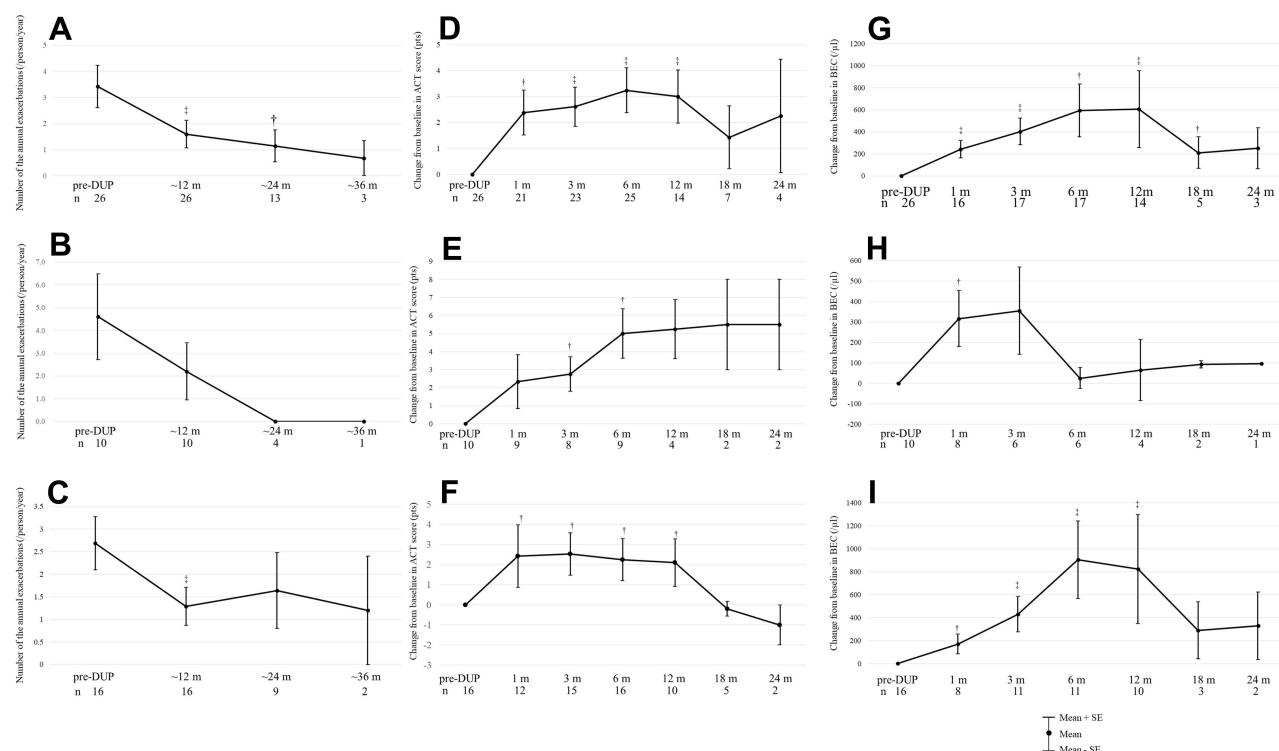 A
Number of the annual exacerbations (/person/year)
5
4
3
2
1
0
‡
†
pre-DUP ~12 m ~24 m ~36 m
n 26 26 13 3
D
Change from baseline in ACT score (pts)
5
4
3
2
1
0
†
‡
‡
‡
pre-DUP 1 m 3 m 6 m 12 m 18 m 24 m
n 26 21 23 25 14 7 4
G
Change from baseline in BEC (/µl)
1200
1000
800
600
400
200
0
‡
‡
†
‡
†
pre-DUP 1 m 3 m 6 m 12m 18 m 24 m
n 26 16 17 17 14 5 3
B
Number of the annual exacerbations (/person/year)
7.0
6.0
5.0
4.0
3.0
2.0
1.0
0.0
pre-DUP ~12 m ~24 m ~36 m
n 10 10 4 1
E
Change from baseline in ACT score (pts)
9
8
7
6
5
4
3
2
1
0
†
†
pre-DUP 1 m 3 m 6 m 12 m 18 m 24 m
n 10 9 8 9 4 2 2
H
Change from baseline in BEC (/µl)
600
500
400
300
200
100
0
-100
-200
†
pre-DUP 1 m 3 m 6 m 12 m 18 m 24 m
n 10 8 6 6 4 2 1
C
Number of the annual exacerbations (/person/year)
3.5
3
2.5
2
1.5
1
0.5
0
‡
pre-DUP ~12 m ~24 m ~36 m
n 16 16 9 2
F
Change from baseline in ACT score (pts)
5
4
3
2
1
0
-1
-2
-3
†
†
†
†
pre-DUP 1 m 3 m 6 m 12 m 18 m 24 m
n 16 12 15 16 10 5 2
I
Change from baseline in BEC (/µl)
1400
1200
1000
800
600
400
200
0
†
‡
‡
‡
pre-DUP 1 m 3 m 6 m 12 m 18 m 24 m
n 16 8 11 11 10 3 2
Mean + SE
Mean
Mean - SE